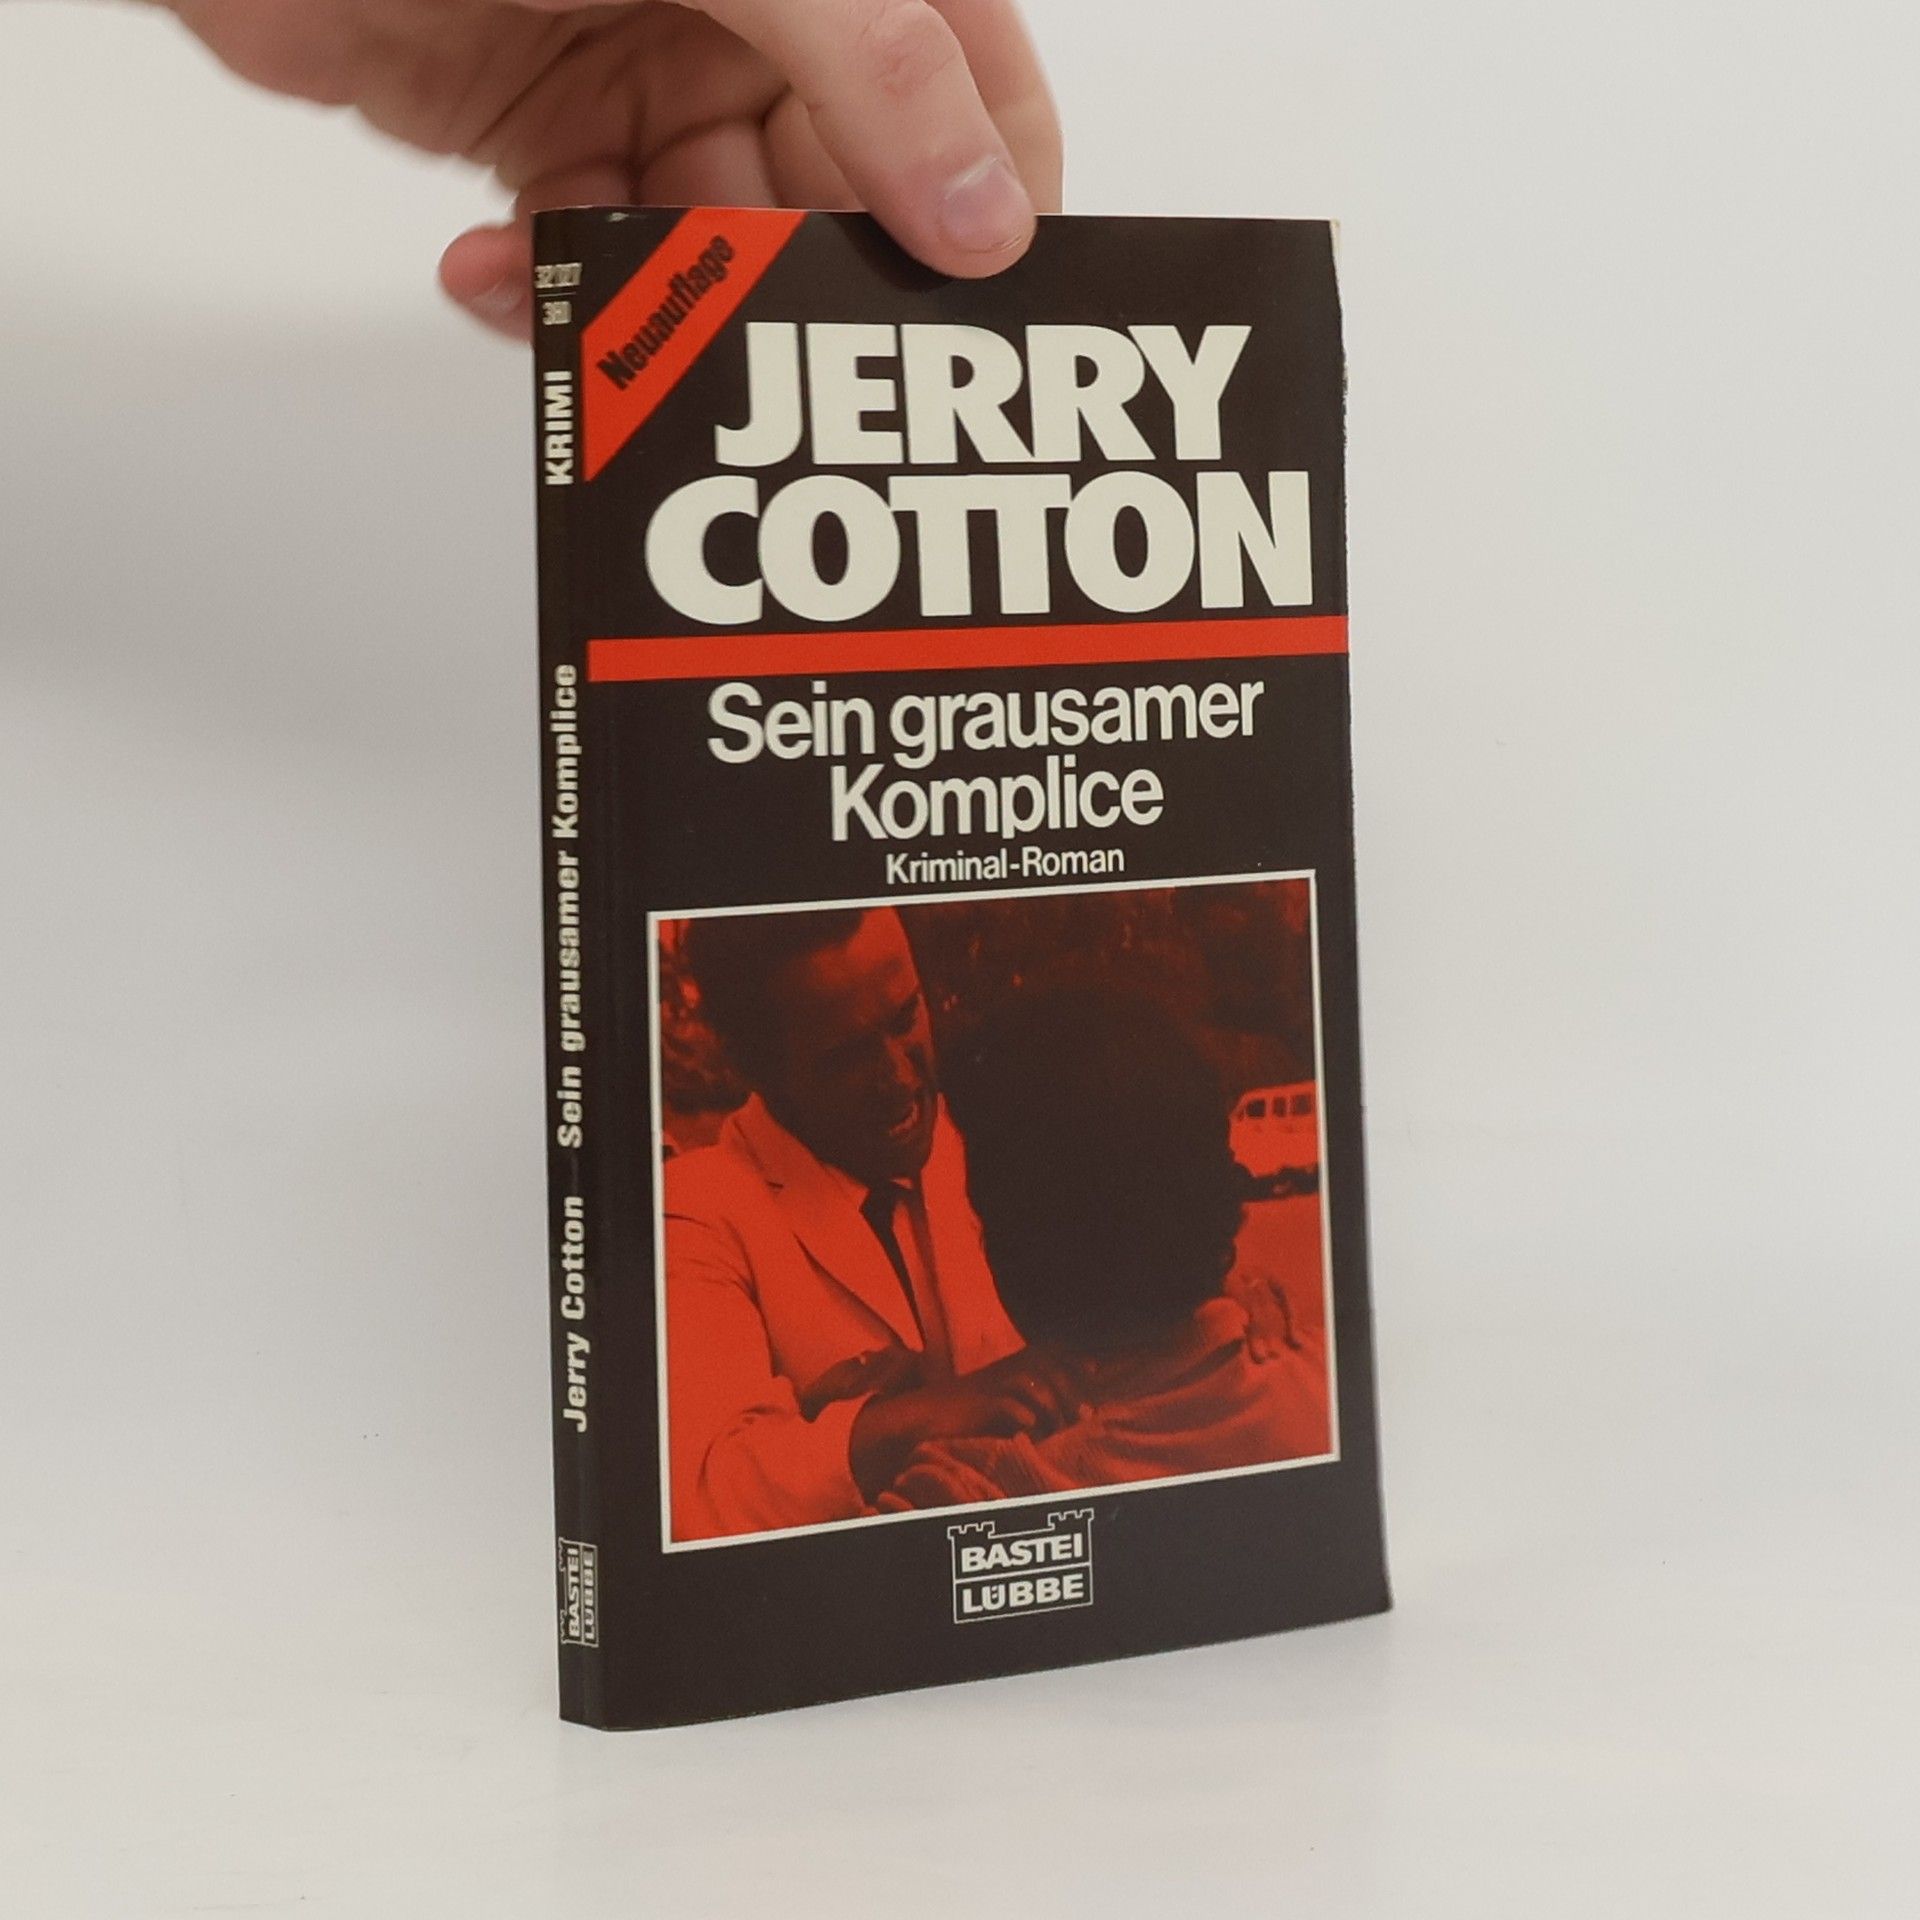 Neuauflage
JERRY
COTTON
Sein grausamer
Komplice
Kriminal-Roman
BASTEI
LÜBBE
KRIMI
Jerry Cotton Sein grausamer Komplice
BASTEI
LÜBBE